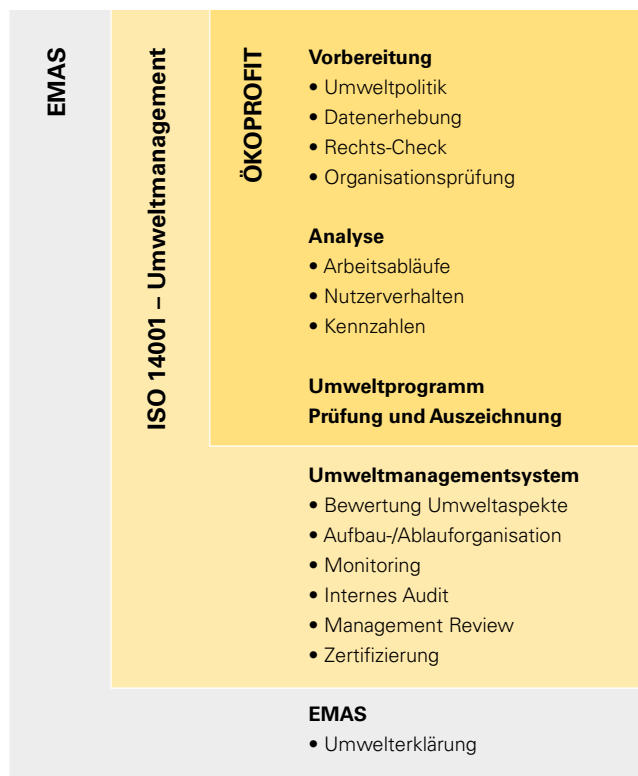 EMAS
ISO 14001 – Umweltmanagement
ÖKOPROFIT
Vorbereitung
• Umweltpolitik
• Datenerhebung
• Rechts-Check
• Organisationsprüfung
Analyse
• Arbeitsabläufe
• Nutzerverhalten
• Kennzahlen
Umweltprogramm
Prüfung und Auszeichnung
Umweltmanagementsystem
• Bewertung Umweltaspekte
• Aufbau-/Ablauforganisation
• Monitoring
• Internes Audit
• Management Review
• Zertifizierung
EMAS
• Umwelterklärung